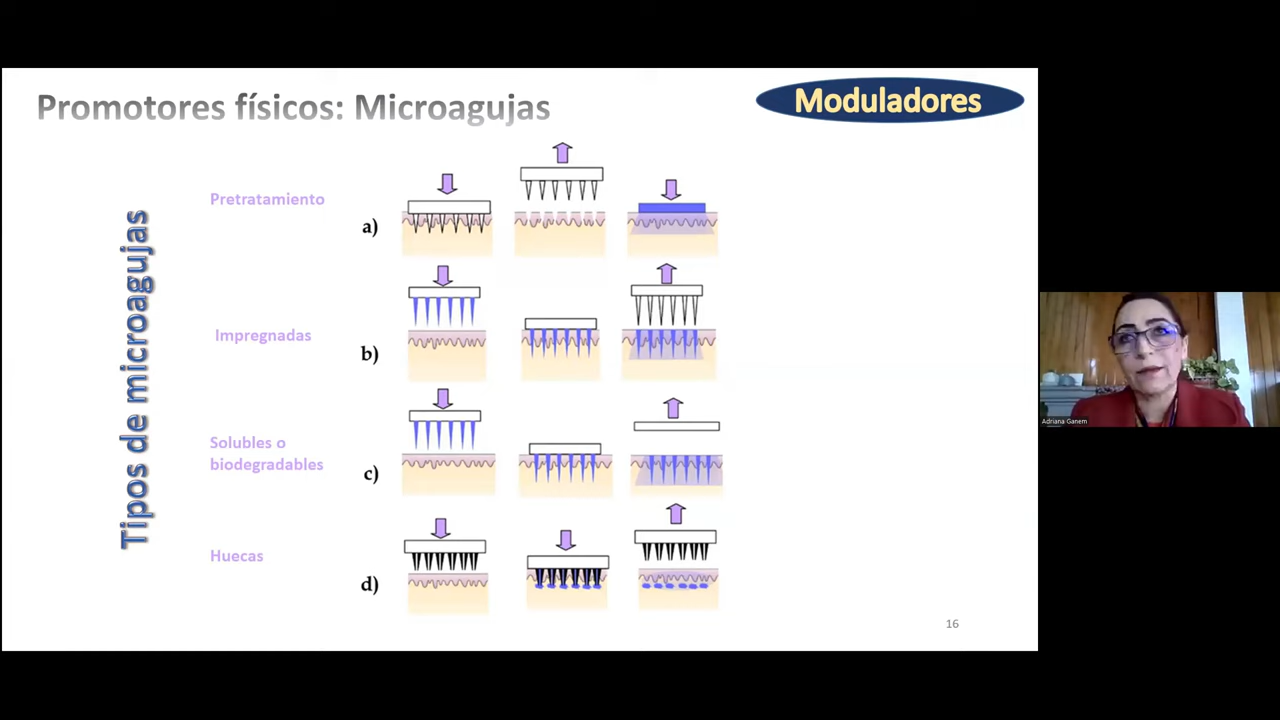 Promotores físicos: Microagujas
Moduladores
Tipos de microagujas
Pretratamiento
a)
Impregnadas
b)
Solubles o
biodegradables
c)
Huecas
d)
16
Adriana Ganem